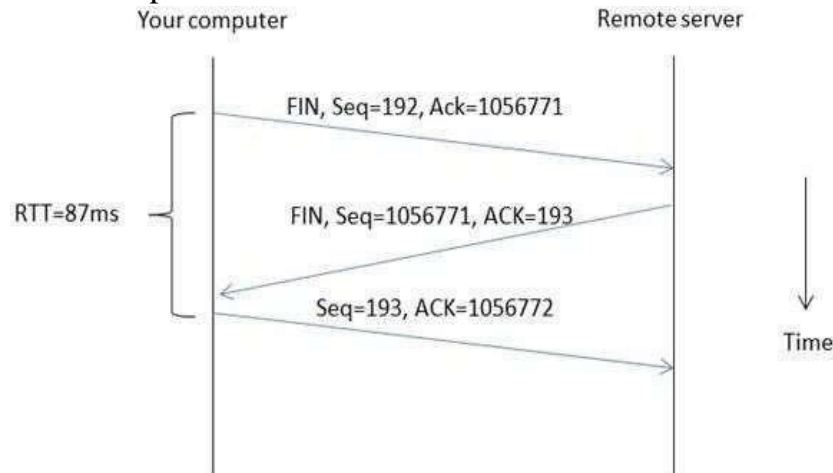 Your computer
Remote server
FIN, Seq=192, Ack=1056771
RTT=87ms
FIN, Seq=1056771, ACK=193
Seq=193, ACK=1056772
Time